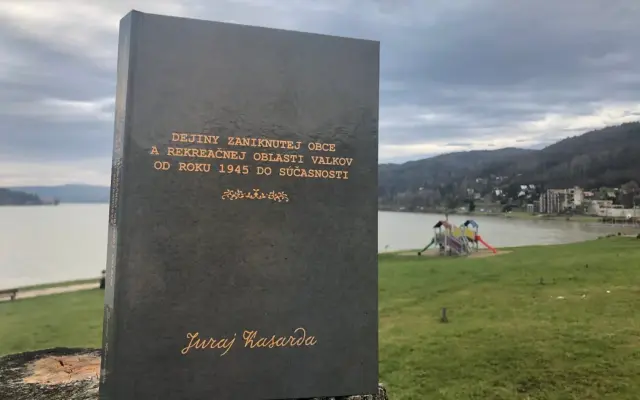 DEJINY ZANIKNUTEJ OBCE
A REKREAČNEJ OBLASTI VALKOV
OD ROKU 1945 DO SÚČASNOSTI
Juraj Kasarda